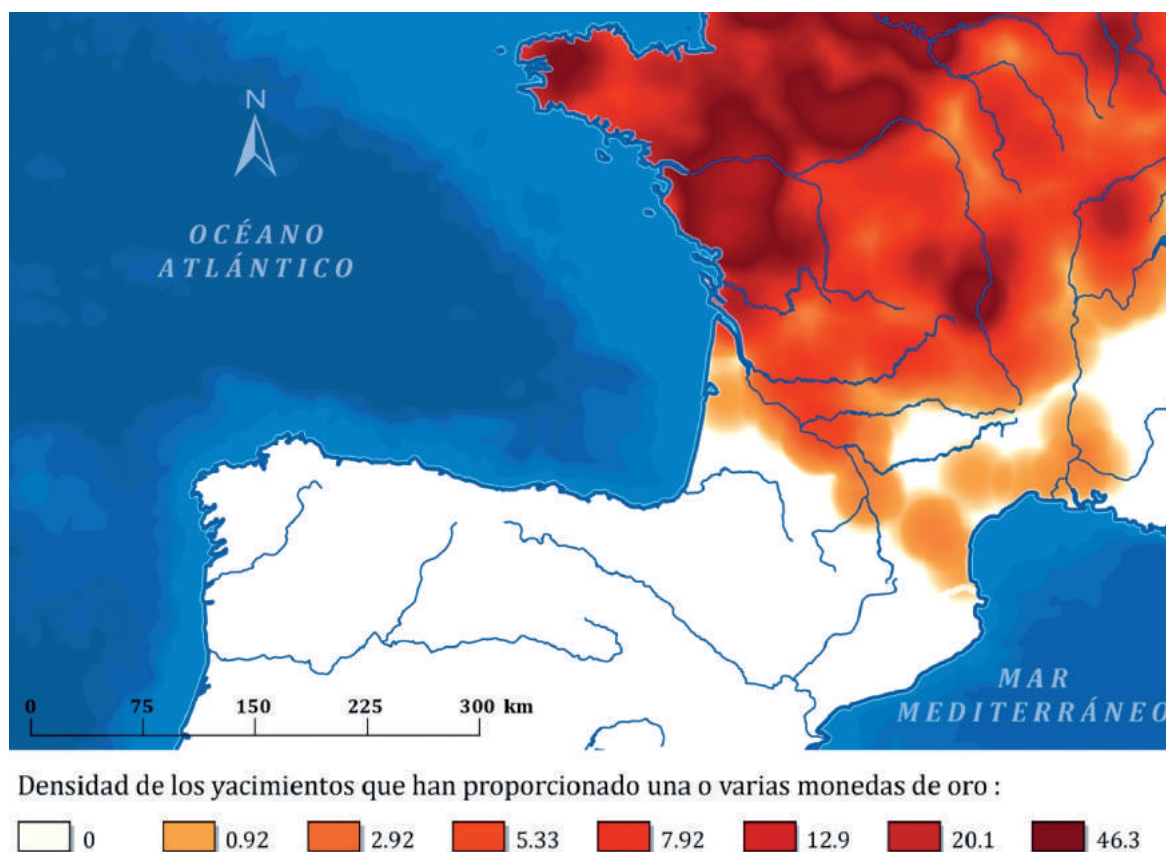 N
OCÉANO
ATLÁNTICO
MAR
MEDITERRÁNEO
0 75 150 225 300 km
Densidad de los yacimientos que han proporcionado una o varias monedas de oro :
0 0.92 2.92 5.33 7.92 12.9 20.1 46.3